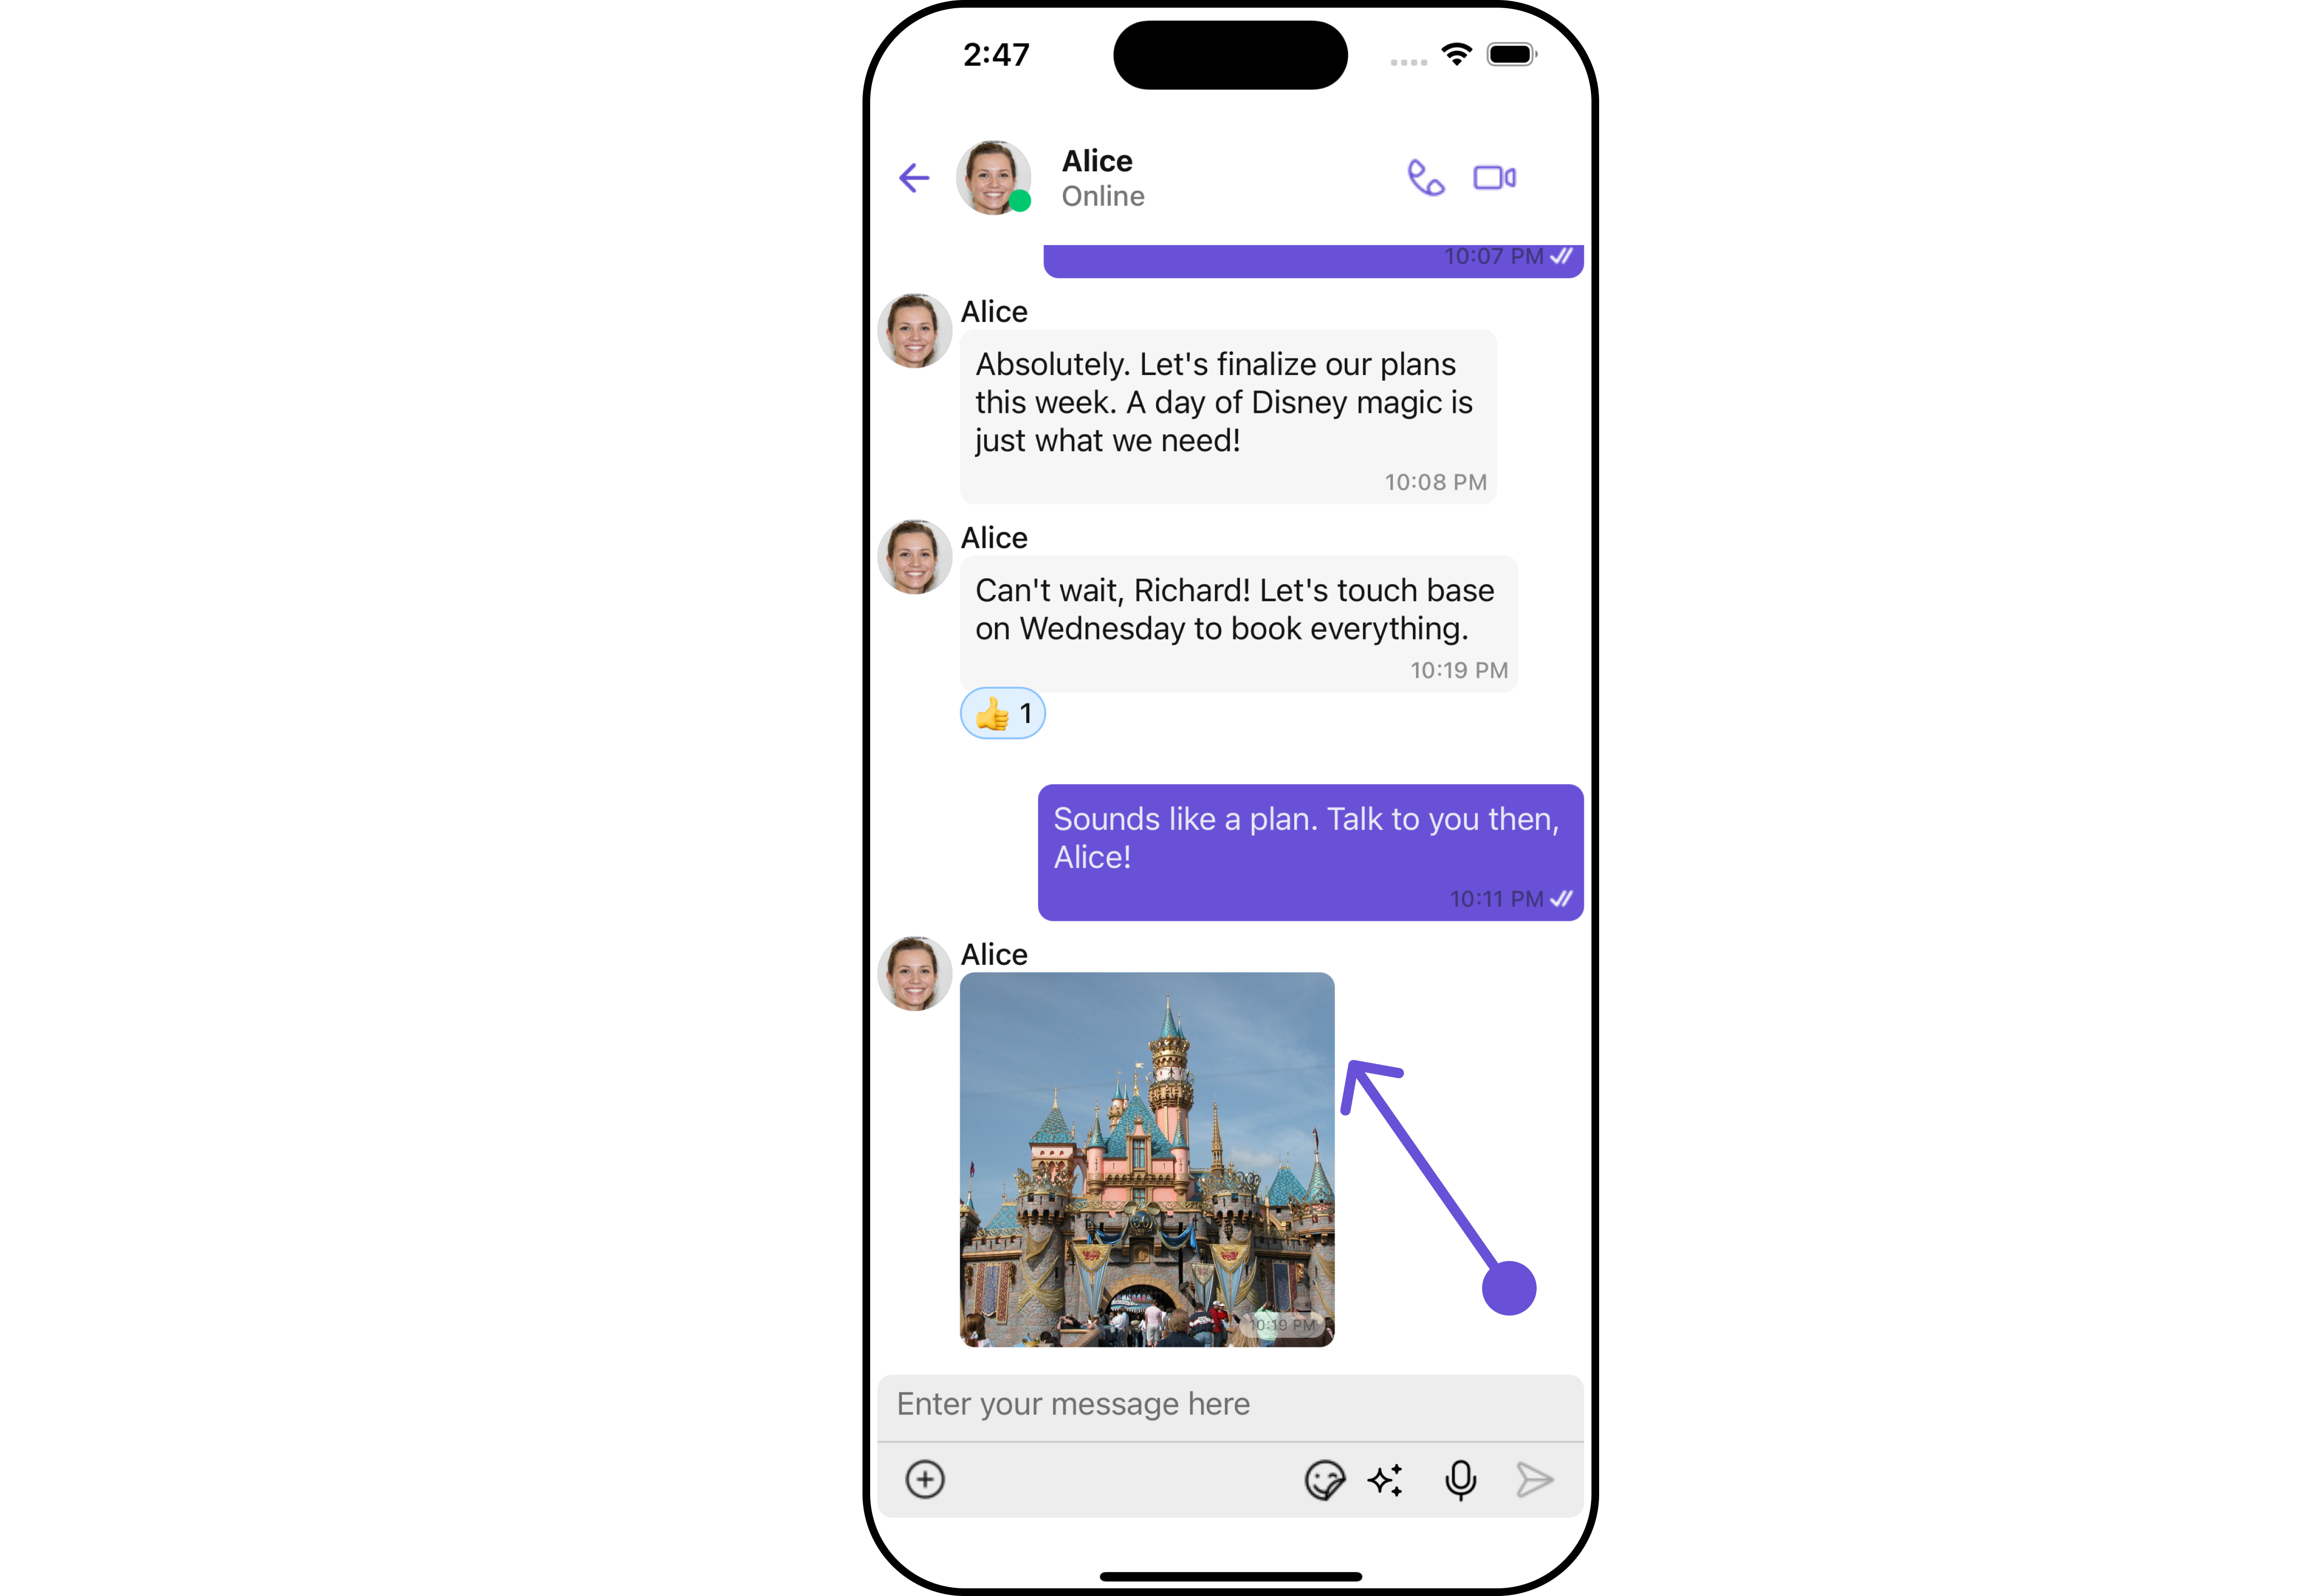 2:47
Alice
Online
10:07 PM
Alice
Absolutely. Let's finalize our plans
this week. A day of Disney magic is
just what we need!
10:08 PM
Alice
Can't wait, Richard! Let's touch base
on Wednesday to book everything.
10:19 PM
👍 1
Sounds like a plan. Talk to you then,
Alice!
10:11 PM
Alice
10:19 PM
Enter your message here